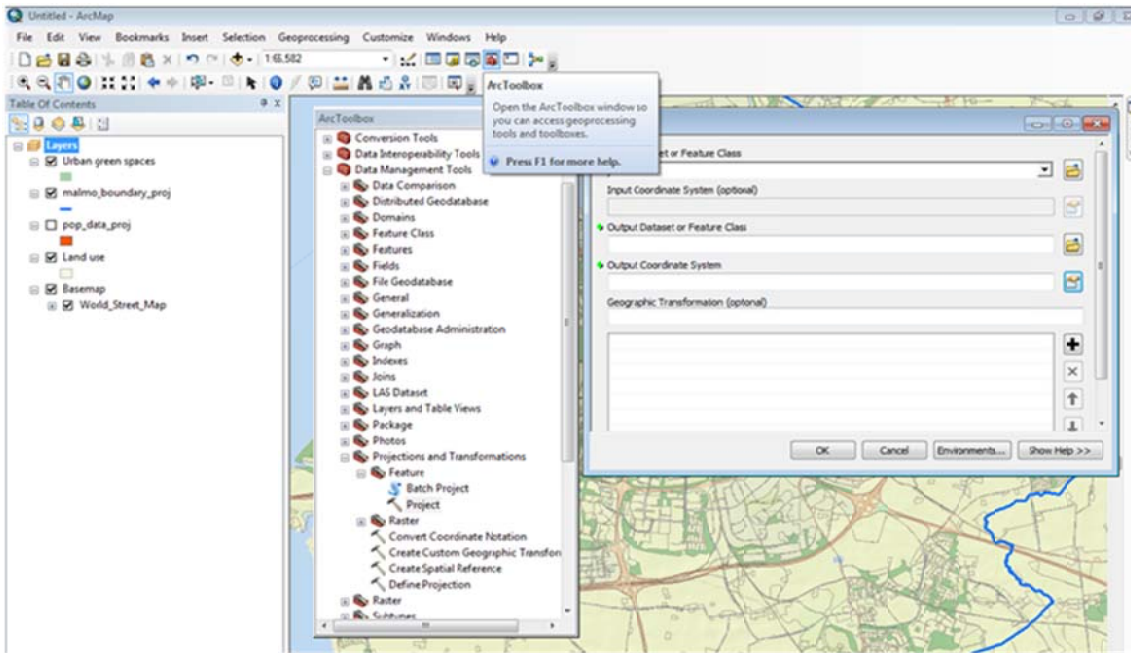 Untitled - ArcMap
File Edit View Bookmarks Insert Selection Geoprocessing Customize Windows Help
Table Of Contents
Layers
Urban green spaces
malmo_boundary_proj
pop_data_proj
Land use
Basemap
World_Street_Map
ArcToolbox
Open the ArcToolbox window so
you can access geoprocessing
tools and toolboxes.
Press F1 for more help.
ArcToolbox
Conversion Tools
Data Interoperability Tools
Data Management Tools
Data Comparison
Distributed Geodatabase
Domains
Feature Class
Features
Fields
File Geodatabase
General
Generalization
Geodatabase Administration
Graph
Indexes
Joins
LAS Dataset
Layers and Table Views
Package
Photos
Projections and Transformations
Feature
Batch Project
Project
Raster
Convert Coordinate Notation
Create Custom Geographic Transfor
Create Spatial Reference
Define Projection
Raster
Subtypes
or Feature Class
Input Coordinate System (optional)
Output Dataset or Feature Class
Output Coordinate System
Geographic Transformation (optional)
OK Cancel Environments... Show Help >>